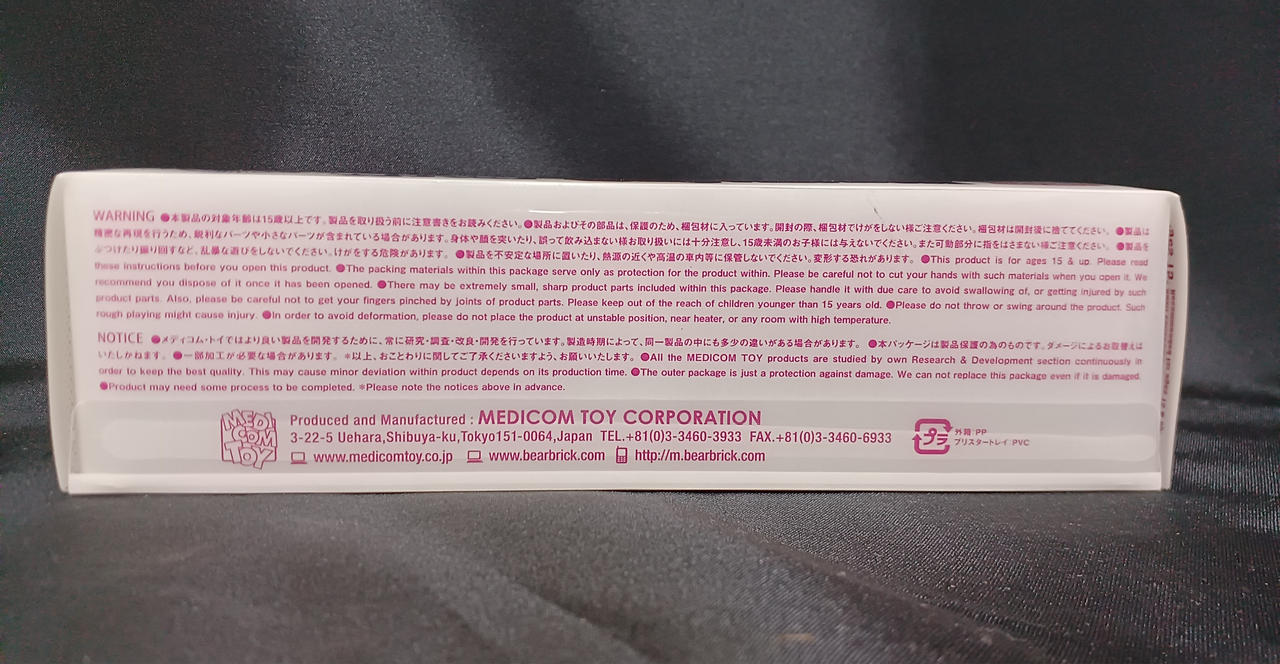 WARNING ●本製品の対象年齢は15歳以上です。製品を取り扱う前に注意書きをお読みください。●製品およびその部品は、保護のため、梱包材に入っています。開封の際、梱包材でけがをしない様ご注意ください。梱包材は開封後に捨ててください。 ●製品は
精密な再現を行うため、鋭利なパーツや小さなパーツが含まれている場合があります。身体や顔を突いたり、誤って飲み込まない様お取り扱いには十分注意し、15歳未満のお子様には与えないでください。また可動部分に指をはさまない様ご注意ください。 ●製品を
ぶつけたり振り回すなど、乱暴な遊びをしないでください。けがをする危険があります。 ●製品を不安定な場所に置いたり、熱源の近くや高温の車内等に保管しないでください。変形する恐れがあります。 ●This product is for ages 15 & up. Please read
these instructions before you open this product. ●The packing materials within this package serve only as protection for the product within. Please be careful not to cut your hands with such materials when you open it. We
recommend you dispose of it once it has been opened. ●There may be extremely small, sharp product parts included within this package. Please handle it with due care to avoid swallowing of, or getting injured by such
product parts. Also, please be careful not to get your fingers pinched by joints of product parts. Please keep out of the reach of children younger than 15 years old. ●Please do not throw or swing around the product. Such
rough playing might cause injury. ●In order to avoid deformation, please do not place the product at unstable position, near heater, or any room with high temperature.
NOTICE ●メディコム・トイではより良い製品を開発するために、常に研究・調査・改良・開発を行っています。製造時期によって、同一製品の中にも多少の違いがある場合があります。 ●本パッケージは製品保護の為のものです。ダメージによるお取替えは
いたしかねます。 ●一部加工が必要な場合があります。 ※以上、おことわりに関してご了承くださいますよう、お願いいたします。 ●All the MEDICOM TOY products are studied by own Research & Development section continuously in
order to keep the best quality. This may cause minor deviation within product depends on its production time. ●The outer package is just a protection against damage. We can not replace this package even if it is damaged.
●Product may need some process to be completed. ※Please note the notices above in advance.
MEDI
COM
TOY
Produced and Manufactured : MEDICOM TOY CORPORATION
3-22-5 Uehara,Shibuya-ku,Tokyo151-0064,Japan TEL.+81(0)3-3460-3933 FAX.+81(0)3-3460-6933
www.medicomtoy.co.jp www.bearbrick.com http://m.bearbrick.com
プラ
外箱:PP
ブリスタートレイ:PVC